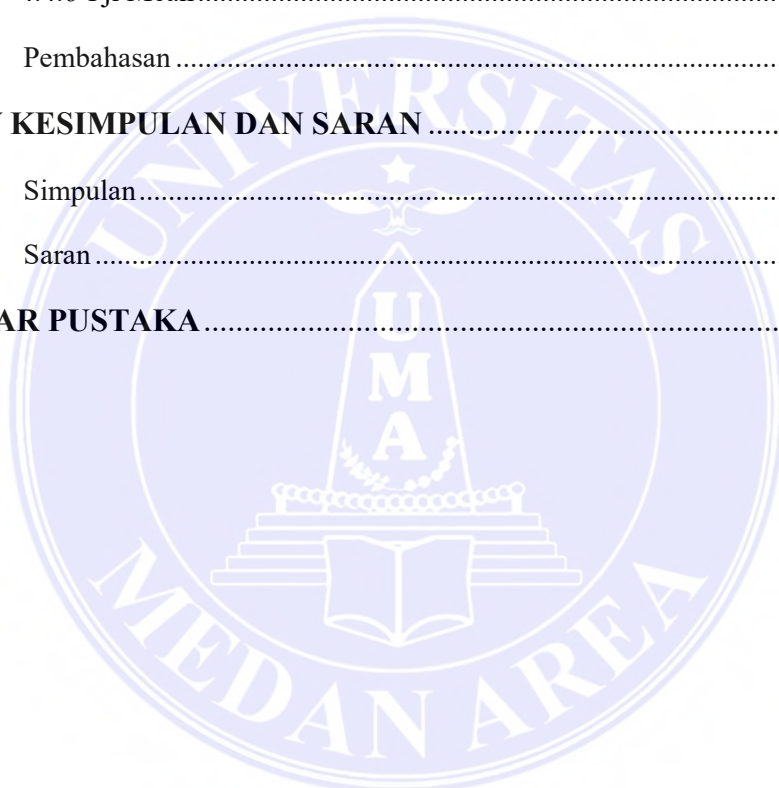 Pembahasan ........................................................................................
KESIMPULAN DAN SARAN ..................................................
Simpulan ..............................................................................................
Saran .....................................................................................................
AR PUSTAKA ....................................................................................
UNIVERSITAS
U
M
A
MEDAN AREA